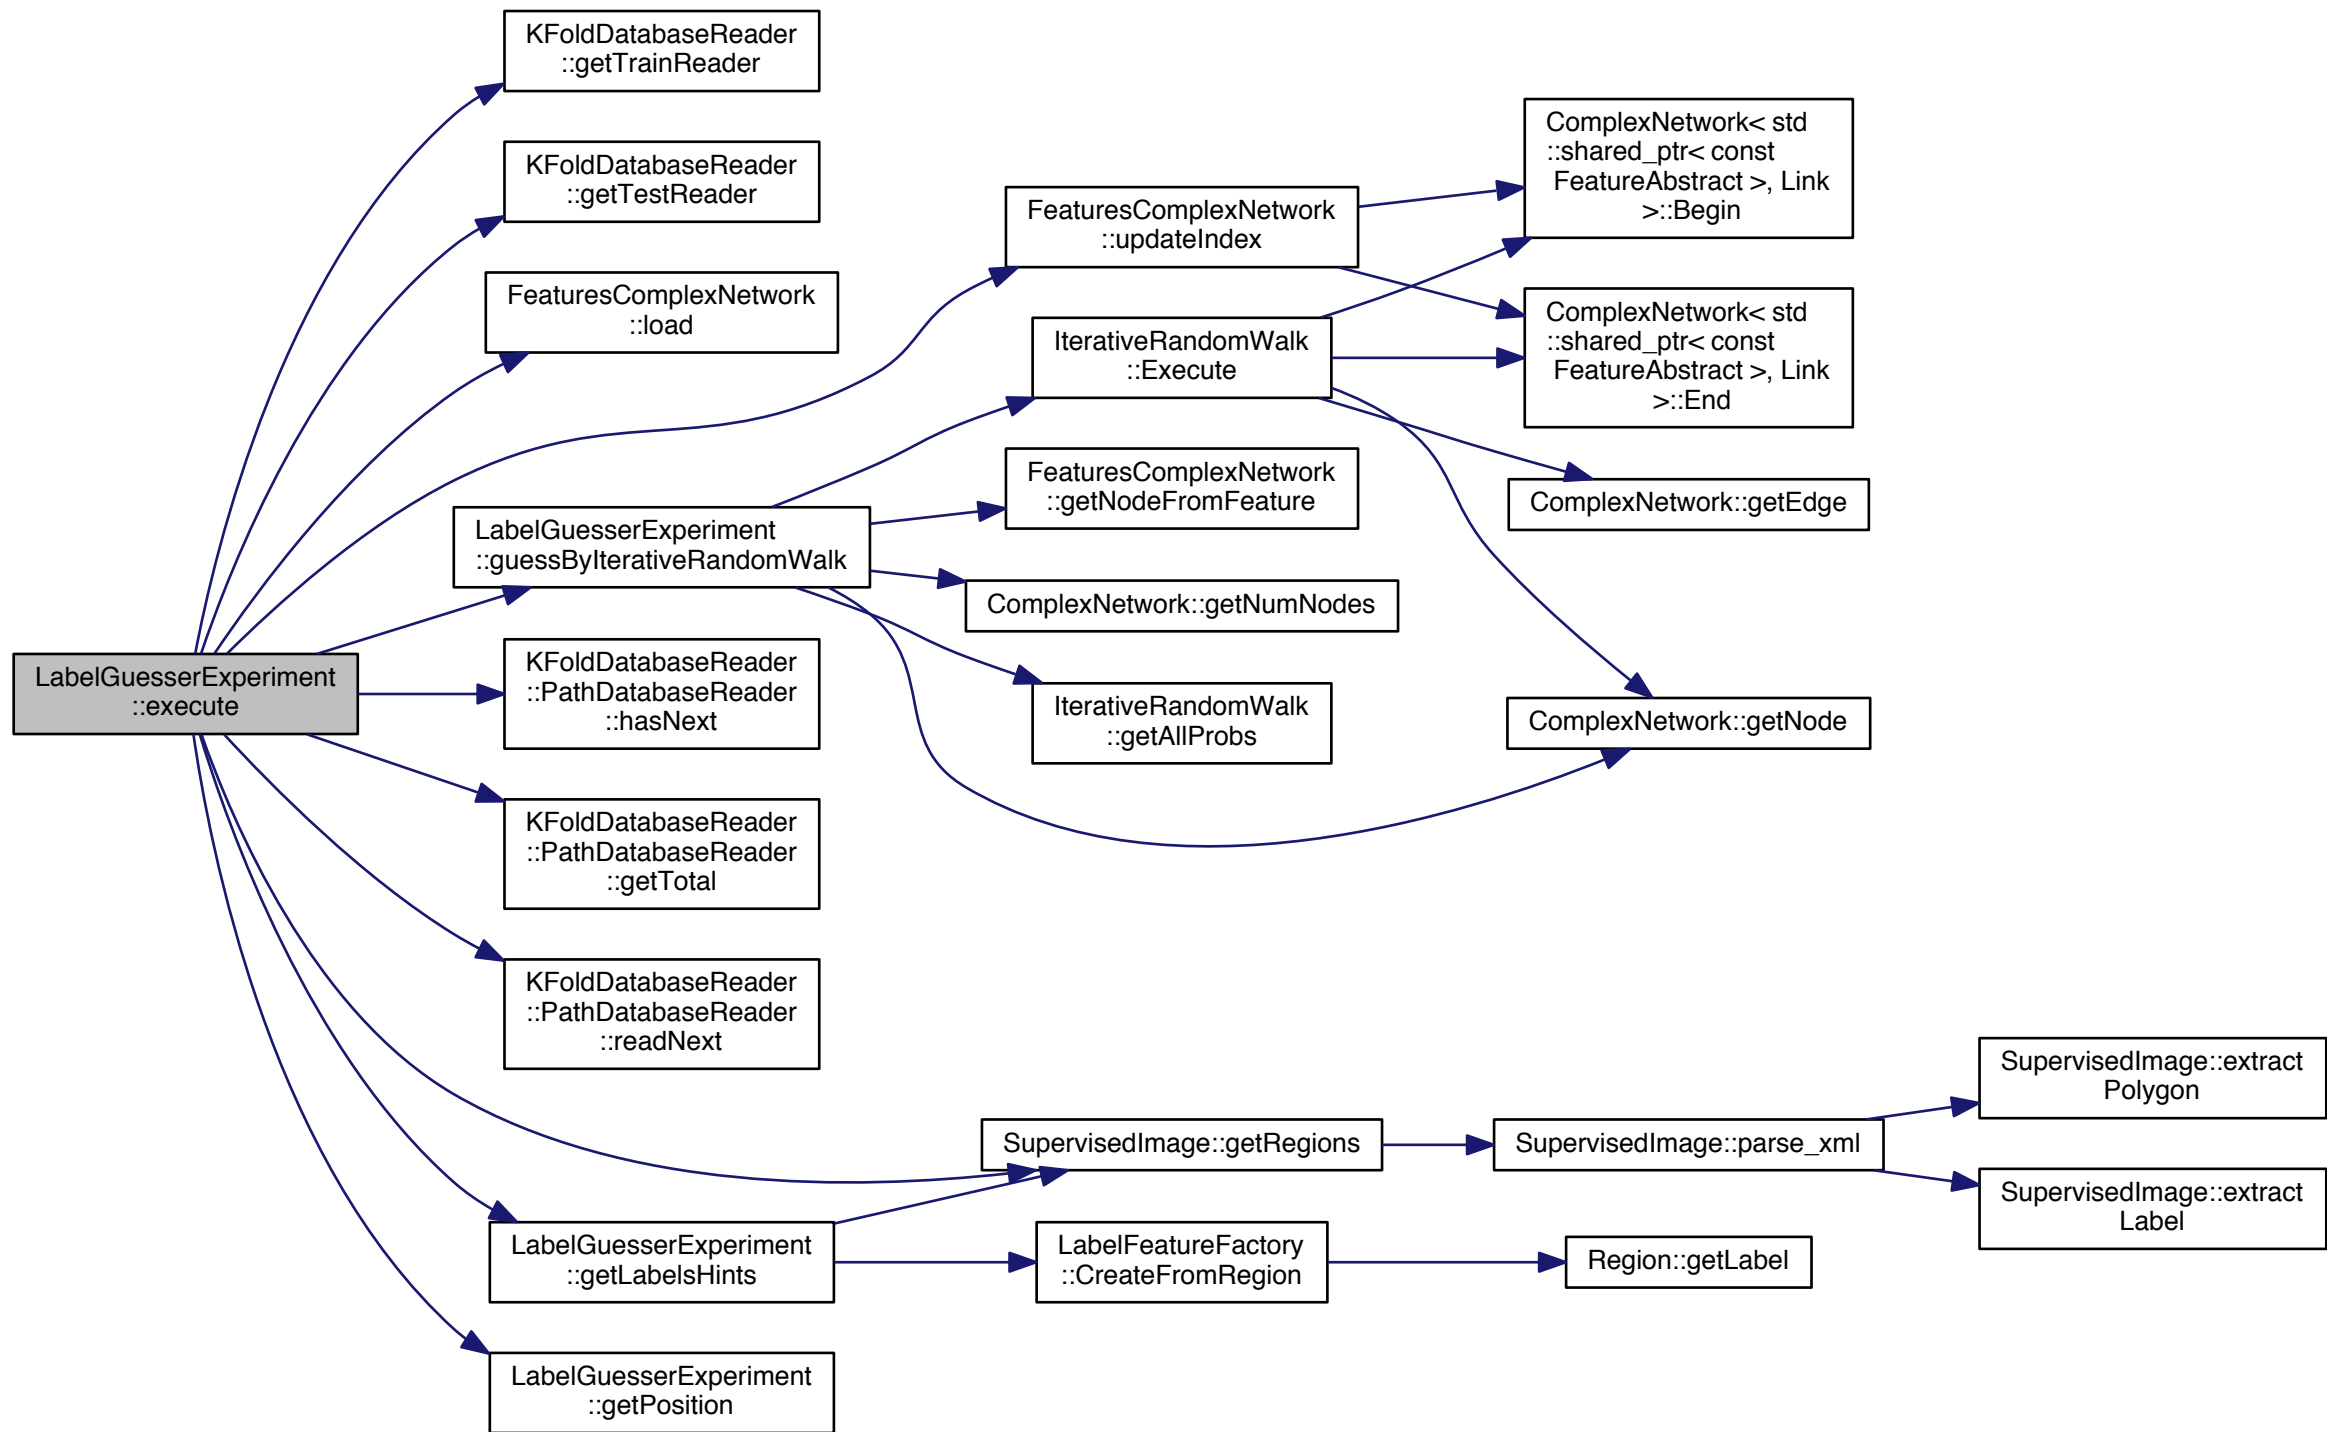 KFoldDatabaseReader
::getTrainReader
KFoldDatabaseReader
::getTestReader
FeaturesComplexNetwork
::load
FeaturesComplexNetwork
::updateIndex
ComplexNetwork< std
::shared_ptr< const
FeatureAbstract >, Link
>::Begin
ComplexNetwork< std
::shared_ptr< const
FeatureAbstract >, Link
>::End
IterativeRandomWalk
::Execute
FeaturesComplexNetwork
::getNodeFromFeature
ComplexNetwork::getEdge
LabelGuesserExperiment
::guessByIterativeRandomWalk
ComplexNetwork::getNumNodes
LabelGuesserExperiment
::execute
KFoldDatabaseReader
::PathDatabaseReader
::hasNext
IterativeRandomWalk
::getAllProbs
ComplexNetwork::getNode
KFoldDatabaseReader
::PathDatabaseReader
::getTotal
KFoldDatabaseReader
::PathDatabaseReader
::readNext
SupervisedImage::getRegions
SupervisedImage::parse_xml
SupervisedImage::extract
Polygon
SupervisedImage::extract
Label
LabelGuesserExperiment
::getLabelsHints
LabelFeatureFactory
::CreateFromRegion
Region::getLabel
LabelGuesserExperiment
::getPosition